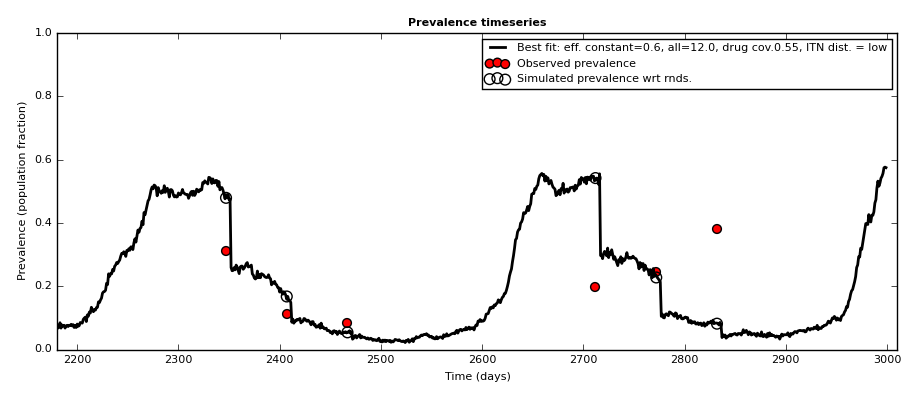 Prevalence timeseries
Best fit: eff. constant=0.6, all=12.0, drug cov.0.55, ITN dist. = low
Observed prevalence
Simulated prevalence wrt rnds.
Prevalence (population fraction)
1.0
0.8
0.6
0.4
0.2
0.0
2200 2300 2400 2500 2600 2700 2800 2900 3000
Time (days)